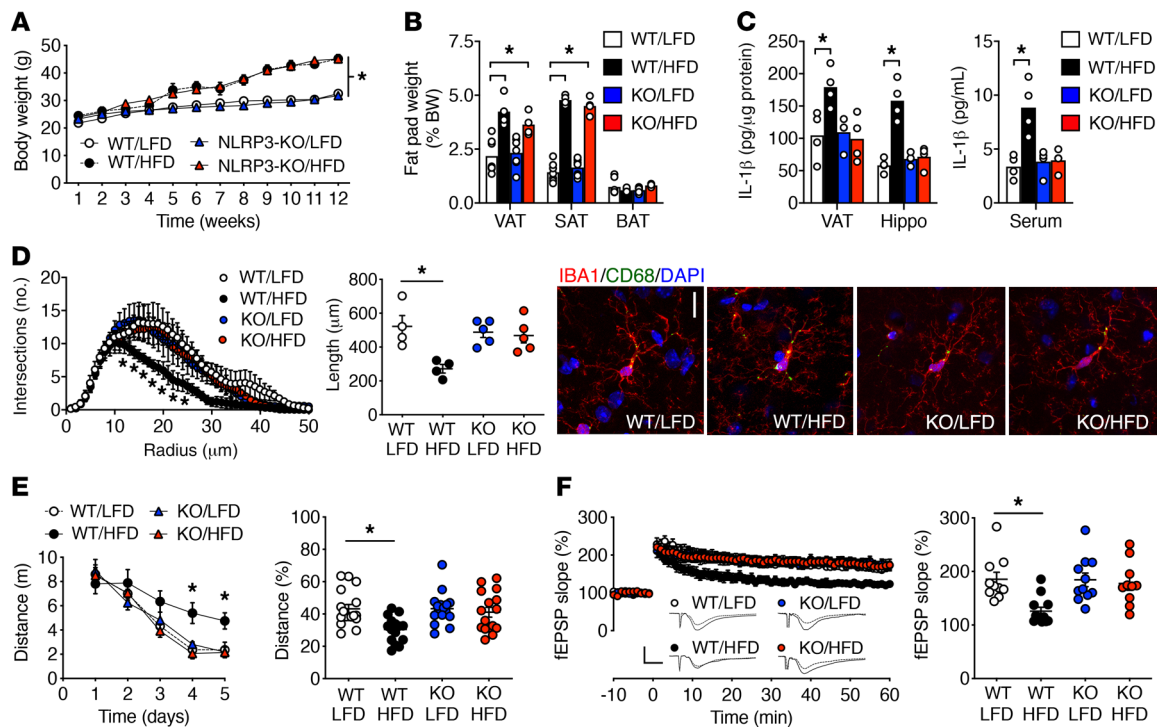 A
Body weight (g)
60
50
40
30
20
10
0
*
WT/LFD
WT/HFD
NLRP3-KO/LFD
NLRP3-KO/HFD
1 2 3 4 5 6 7 8 9 10 11 12
Time (weeks)
B
Fat pad weight
(% BW)
7.5
5.0
2.5
0.0
* *
WT/LFD
WT/HFD
KO/LFD
KO/HFD
VAT SAT BAT
C
IL-1β (pg/μg protein)
250
200
150
100
50
0
* *
VAT Hippo
IL-1β (pg/mL)
15
10
5
0
*
Serum
WT/LFD
WT/HFD
KO/LFD
KO/HFD
D
Intersections (no.)
20
15
10
5
0
WT/LFD
WT/HFD
KO/LFD
KO/HFD
* * * * * * * *
0 10 20 30 40 50
Radius (μm)
Length (μm)
800
600
400
200
0
*
WT LFD
WT HFD
KO LFD
KO HFD
IBA1/CD68/DAPI
WT/LFD
WT/HFD
KO/LFD
KO/HFD
E
WT/LFD
WT/HFD
KO/LFD
KO/HFD
Distance (m)
10
8
6
4
2
0
* *
0 1 2 3 4 5
Time (days)
Distance (%)
100
80
60
40
20
0
*
WT LFD
WT HFD
KO LFD
KO HFD
F
fEPSP slope (%)
300
200
100
0
WT/LFD
KO/LFD
WT/HFD
KO/HFD
-10 0 10 20 30 40 50 60
Time (min)
fEPSP slope (%)
300
200
100
0
*
WT LFD
WT HFD
KO LFD
KO HFD